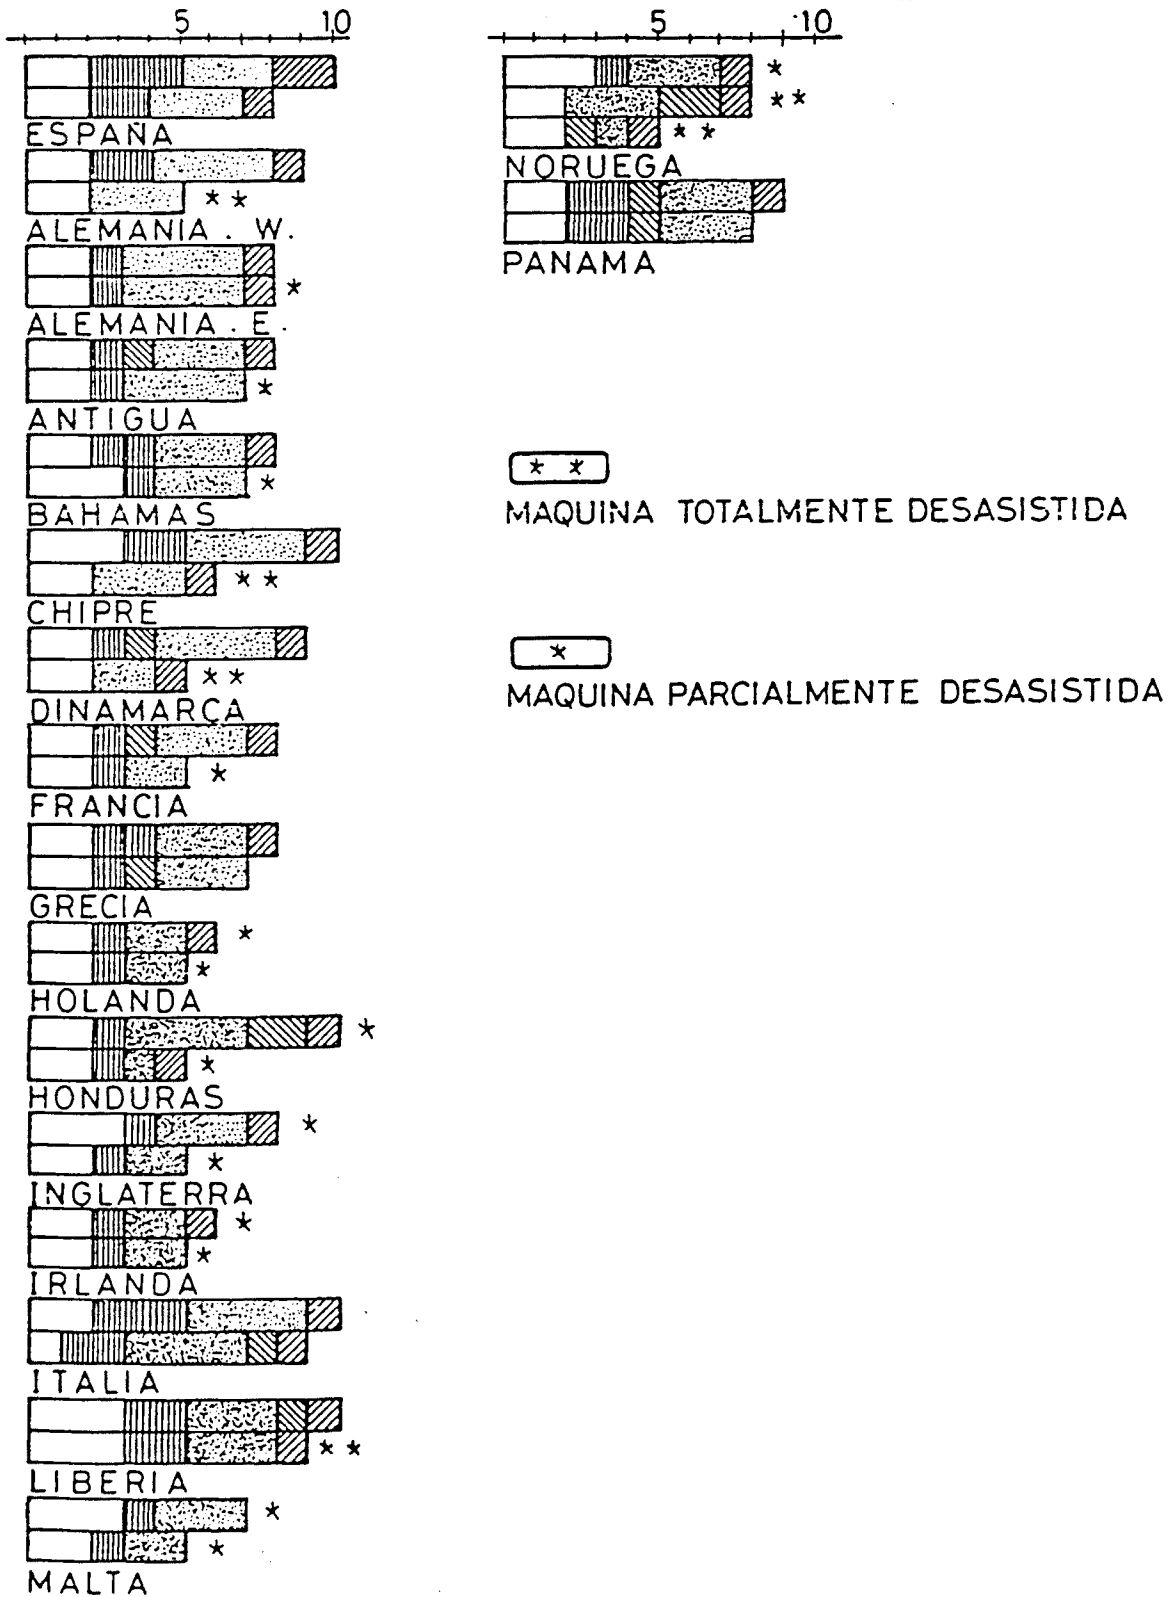 5 10
ESPAÑA
ALEMANIA . W .
* *
ALEMANIA . E .
*
ANTIGUA
*
BAHAMAS
*
CHIPRE
* *
DINAMARCA
* *
FRANCIA
*
GRECIA
HOLANDA
*
*
HONDURAS
*
*
INGLATERRA
*
*
IRLANDA
*
*
ITALIA
LIBERIA
* *
MALTA
*
*
5 10
*
* *
* *
NORUEGA
PANAMA
* *
MAQUINA TOTALMENTE DESASISTIDA
*
MAQUINA PARCIALMENTE DESASISTIDA